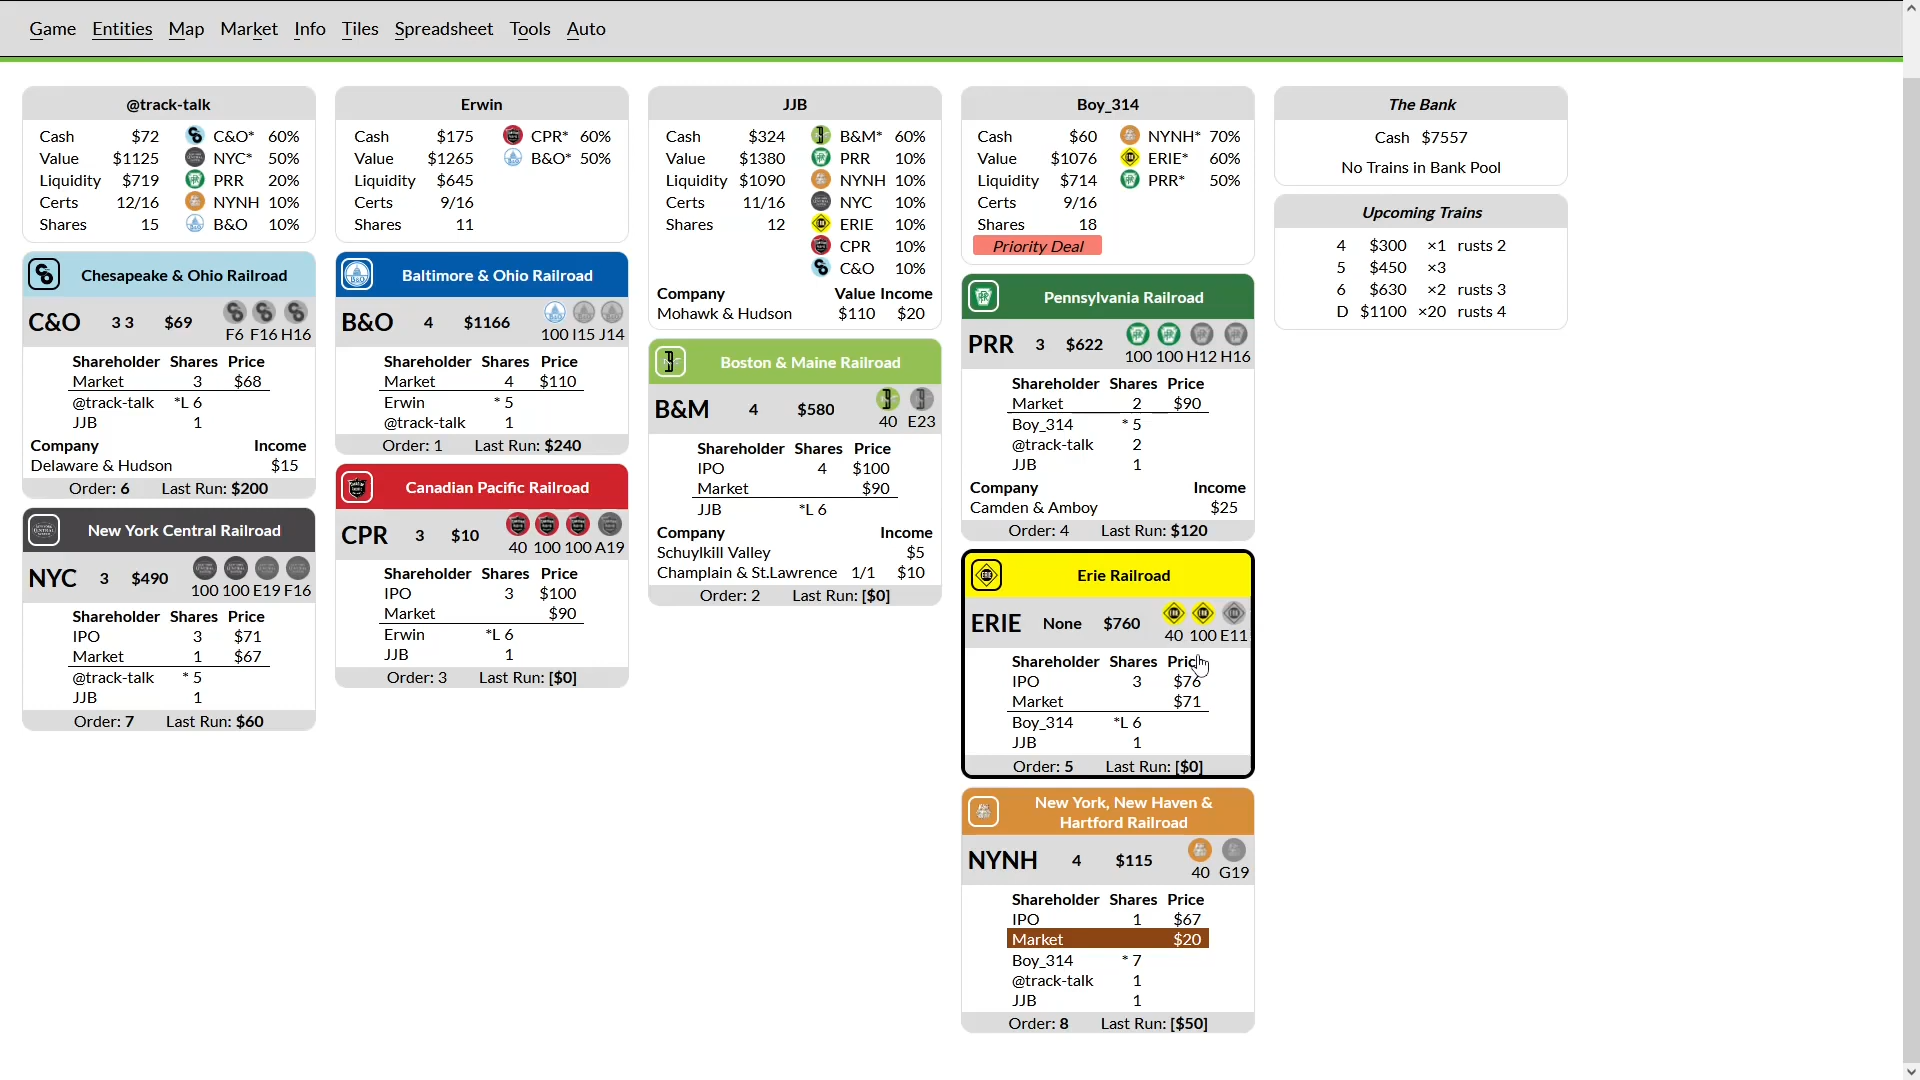 Game Entities Map Market Info Tiles Spreadsheet Tools Auto
@track-talk
Cash $72 C&O* 60%
Value $1125 NYC* 50%
Liquidity $719 PRR 20%
Certs 12/16 NYNH 10%
Shares 15 B&O 10%
Chesapeake & Ohio Railroad
C&O 3 3 $69 F6 F16 H16
Shareholder Shares Price
Market 3 $68
@track-talk *L 6
JJB 1
Company Income
Delaware & Hudson $15
Order: 6 Last Run: $200
New York Central Railroad
NYC 3 $490 100 100 E19 F16
Shareholder Shares Price
IPO 3 $71
Market 1 $67
@track-talk * 5
JJB 1
Order: 7 Last Run: $60
Erwin
Cash $175 CPR* 60%
Value $1265 B&O* 50%
Liquidity $645
Certs 9/16
Shares 11
Baltimore & Ohio Railroad
B&O 4 $1166 100 I15 J14
Shareholder Shares Price
Market 4 $110
Erwin * 5
@track-talk 1
Order: 1 Last Run: $240
Canadian Pacific Railroad
CPR 3 $10 40 100 100 A19
Shareholder Shares Price
IPO 3 $100
Market $90
Erwin *L 6
JJB 1
Order: 3 Last Run: [$0]
JJB
Cash $324 B&M* 60%
Value $1380 PRR 10%
Liquidity $1090 NYNH 10%
Certs 11/16 NYC 10%
Shares 12 ERIE 10%
CPR 10%
C&O 10%
Company Value Income
Mohawk & Hudson $110 $20
Boston & Maine Railroad
B&M 4 $580 40 E23
Shareholder Shares Price
IPO 4 $100
Market $90
JJB *L 6
Company Income
Schuylkill Valley $5
Champlain & St.Lawrence 1/1 $10
Order: 2 Last Run: [$0]
Boy_314
Cash $60 NYNH* 70%
Value $1076 ERIE* 60%
Liquidity $714 PRR* 50%
Certs 9/16
Shares 18
Priority Deal
Pennsylvania Railroad
PRR 3 $622 100 100 H12 H16
Shareholder Shares Price
Market 2 $90
Boy_314 * 5
@track-talk 2
JJB 1
Company Income
Camden & Amboy $25
Order: 4 Last Run: $120
Erie Railroad
ERIE None $760 40 100 E11
Shareholder Shares Price
IPO 3 $76
Market $71
Boy_314 *L 6
JJB 1
Order: 5 Last Run: [$0]
New York, New Haven &
Hartford Railroad
NYNH 4 $115 40 G19
Shareholder Shares Price
IPO 1 $67
Market $20
Boy_314 * 7
@track-talk 1
JJB 1
Order: 8 Last Run: [$50]
The Bank
Cash $7557
No Trains in Bank Pool
Upcoming Trains
4 $300 ×1 rusts 2
5 $450 ×3
6 $630 ×2 rusts 3
D $1100 ×20 rusts 4